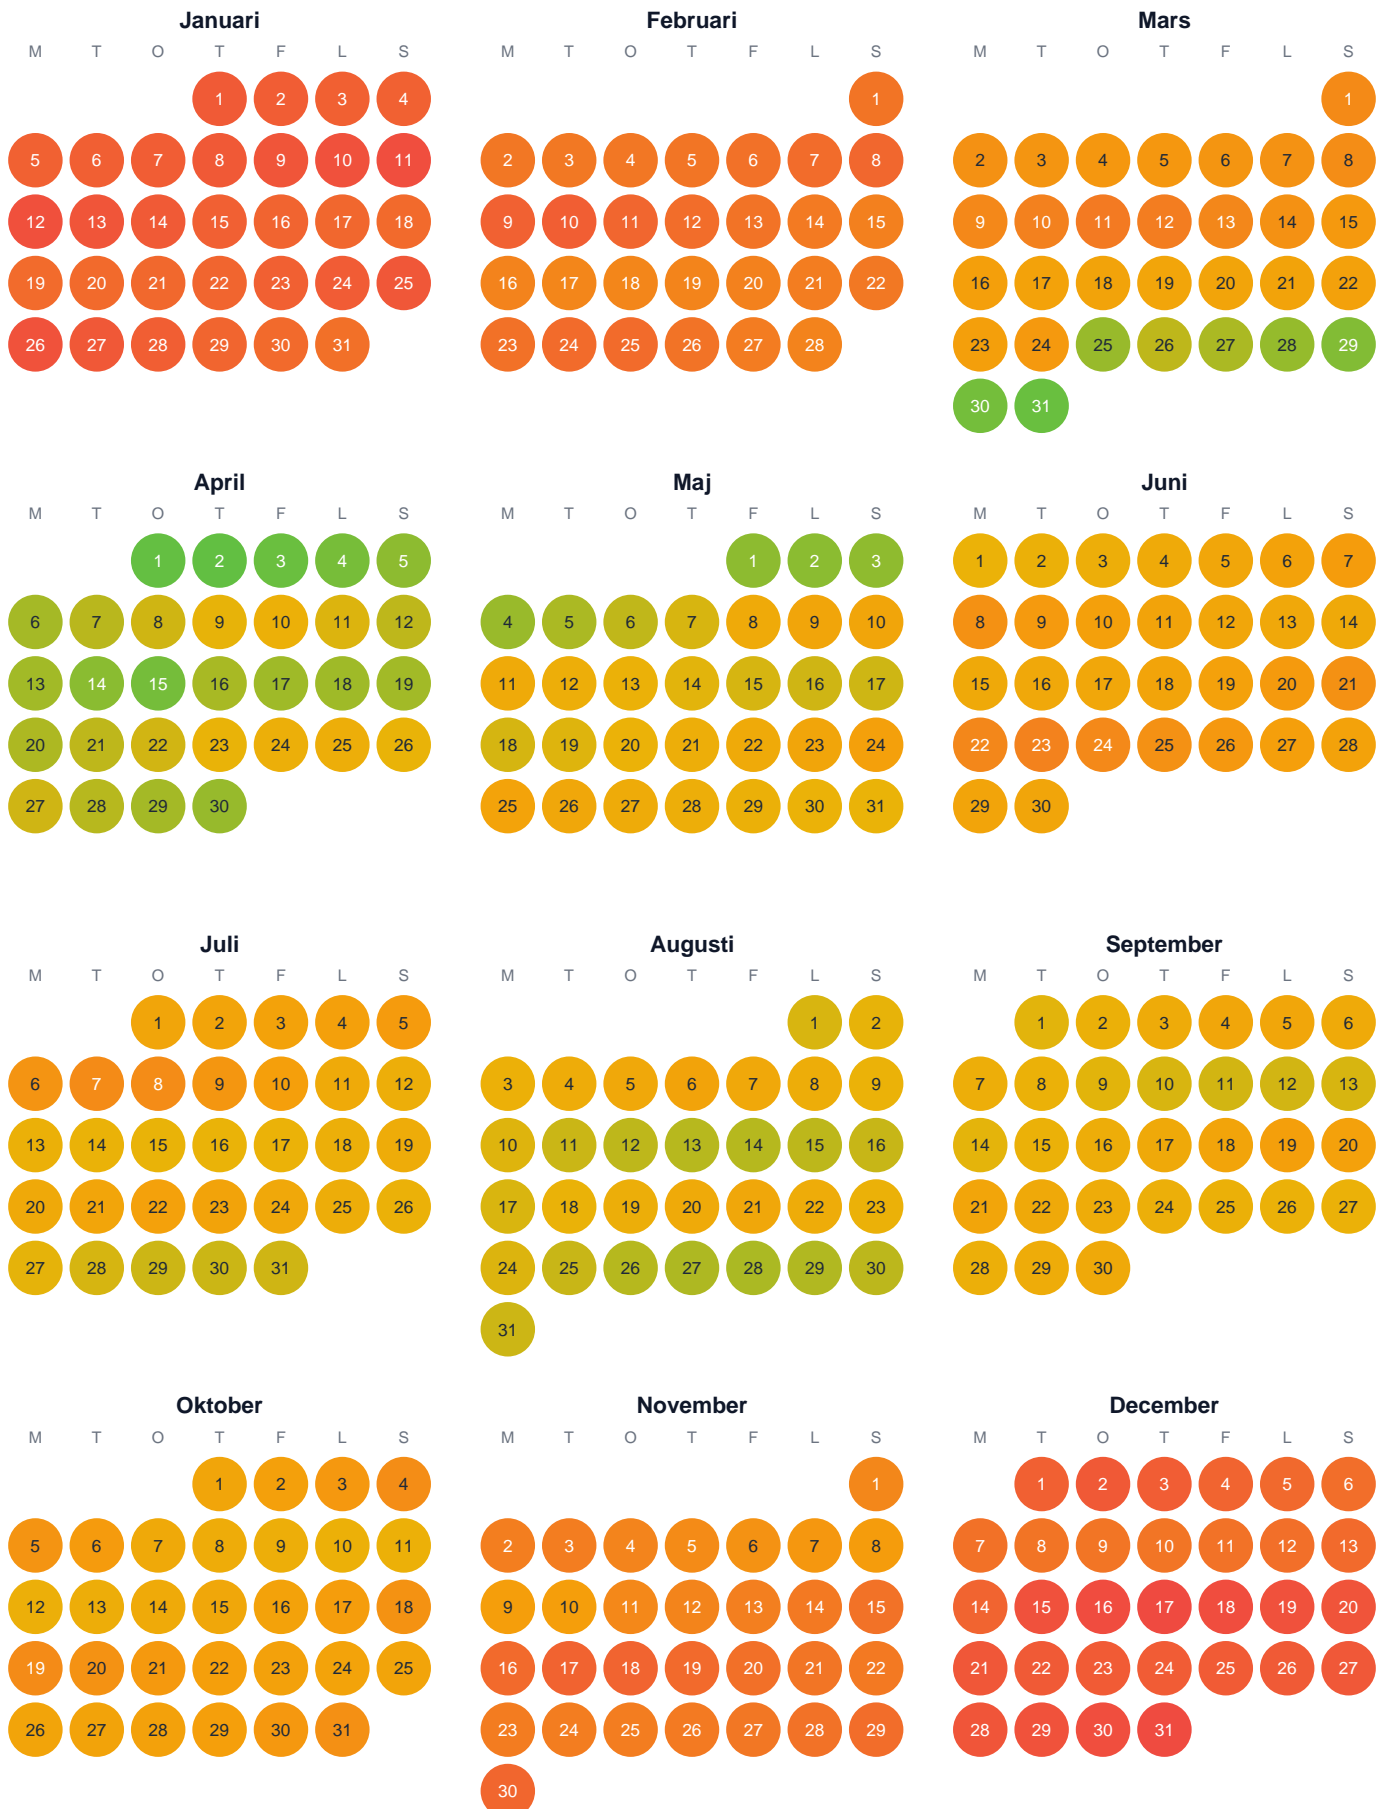 Januari Februari Mars
M T O T F L S M T O T F L S M T O T F L S
1 2 3 4 1 1
5 6 7 8 9 10 11 2 3 4 5 6 7 8 2 3 4 5 6 7 8
12 13 14 15 16 17 18 9 10 11 12 13 14 15 9 10 11 12 13 14 15
19 20 21 22 23 24 25 16 17 18 19 20 21 22 16 17 18 19 20 21 22
26 27 28 29 30 31 23 24 25 26 27 28 23 24 25 26 27 28 29
30 31
April Maj Juni
M T O T F L S M T O T F L S M T O T F L S
1 2 3 4 5 1 2 3 1 2 3 4 5 6 7
6 7 8 9 10 11 12 4 5 6 7 8 9 10 8 9 10 11 12 13 14
13 14 15 16 17 18 19 11 12 13 14 15 16 17 15 16 17 18 19 20 21
20 21 22 23 24 25 26 18 19 20 21 22 23 24 22 23 24 25 26 27 28
27 28 29 30 25 26 27 28 29 30 31 29 30
Juli Augusti September
M T O T F L S M T O T F L S M T O T F L S
1 2 3 4 5 1 2 1 2 3 4 5 6
6 7 8 9 10 11 12 3 4 5 6 7 8 9 7 8 9 10 11 12 13
13 14 15 16 17 18 19 10 11 12 13 14 15 16 14 15 16 17 18 19 20
20 21 22 23 24 25 26 17 18 19 20 21 22 23 21 22 23 24 25 26 27
27 28 29 30 31 24 25 26 27 28 29 30 28 29 30
31
Oktober November December
M T O T F L S M T O T F L S M T O T F L S
1 2 3 4 1 1 2 3 4 5 6
5 6 7 8 9 10 11 2 3 4 5 6 7 8 7 8 9 10 11 12 13
12 13 14 15 16 17 18 9 10 11 12 13 14 15 14 15 16 17 18 19 20
19 20 21 22 23 24 25 16 17 18 19 20 21 22 21 22 23 24 25 26 27
26 27 28 29 30 31 23 24 25 26 27 28 29 28 29 30 31
30